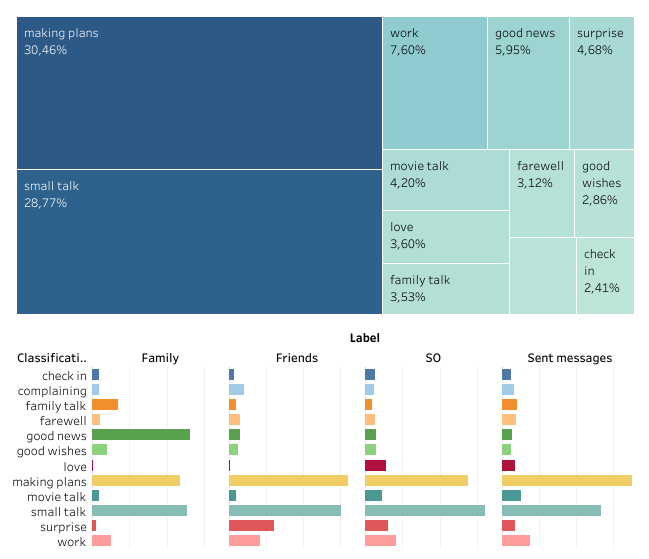 making plans
30,46%
small talk
28,77%
work
7,60%
good news
5,95%
surprise
4,68%
movie talk
4,20%
love
3,60%
family talk
3,53%
farewell
3,12%
good
wishes
2,86%
check
in
2,41%
Label
Classificati.. Family Friends SO Sent messages
check in
complaining
family talk
farewell
good news
good wishes
love
making plans
movie talk
small talk
surprise
work